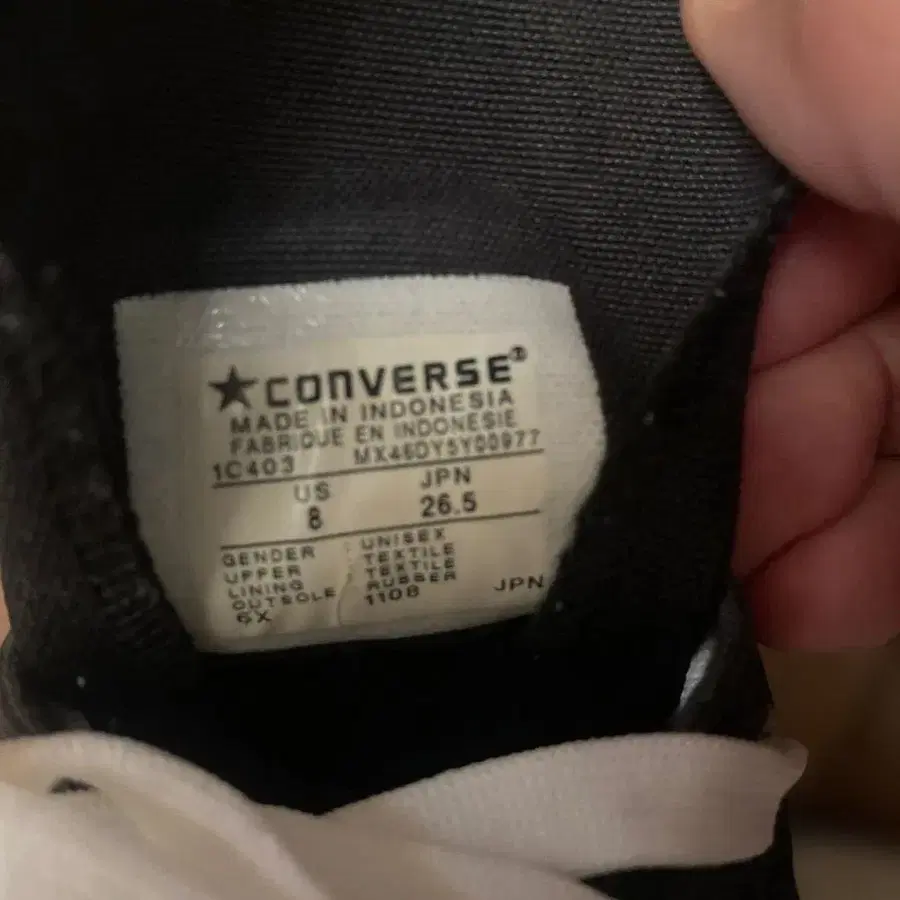 ★CONVERSE®
MADE IN INDONESIA
FABRIQUE EN INDONESIE
1C403 MX46DY5Y00977
US JPN
8 26.5
GENDER : UNISEX
UPPER TEXTILE
LINING TEXTILE
OUTSOLE RUBBER
6X 1108 JPN